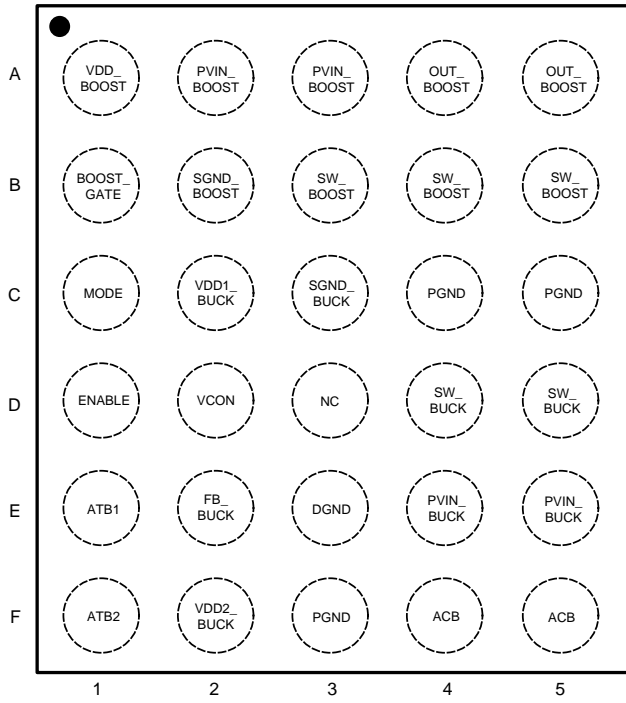 A
VDD_
BOOST
PVIN_
BOOST
PVIN_
BOOST
OUT_
BOOST
OUT_
BOOST
B
BOOST_
GATE
SGND_
BOOST
SW_
BOOST
SW_
BOOST
SW_
BOOST
C
MODE
VDD1_
BUCK
SGND_
BUCK
PGND
PGND
D
ENABLE
VCON
NC
SW_
BUCK
SW_
BUCK
E
ATB1
FB_
BUCK
DGND
PVIN_
BUCK
PVIN_
BUCK
F
ATB2
VDD2_
BUCK
PGND
ACB
ACB
1 2 3 4 5